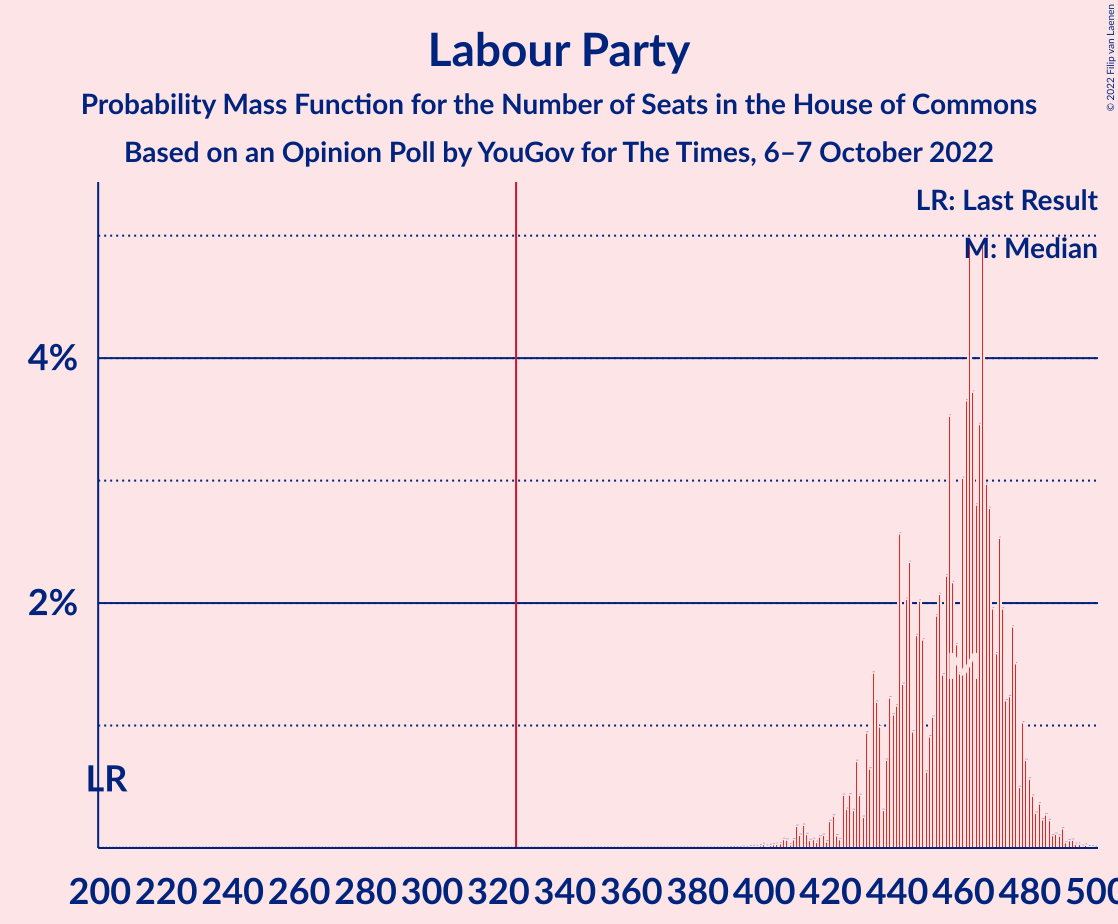 Labour Party
Probability Mass Function for the Number of Seats in the House of Commons
Based on an Opinion Poll by YouGov for The Times, 6–7 October 2022
© 2022 Filip van Laenen
LR: Last Result
M: Median
4%
2%
LR
200 220 240 260 280 300 320 340 360 380 400 420 440 460 480 500